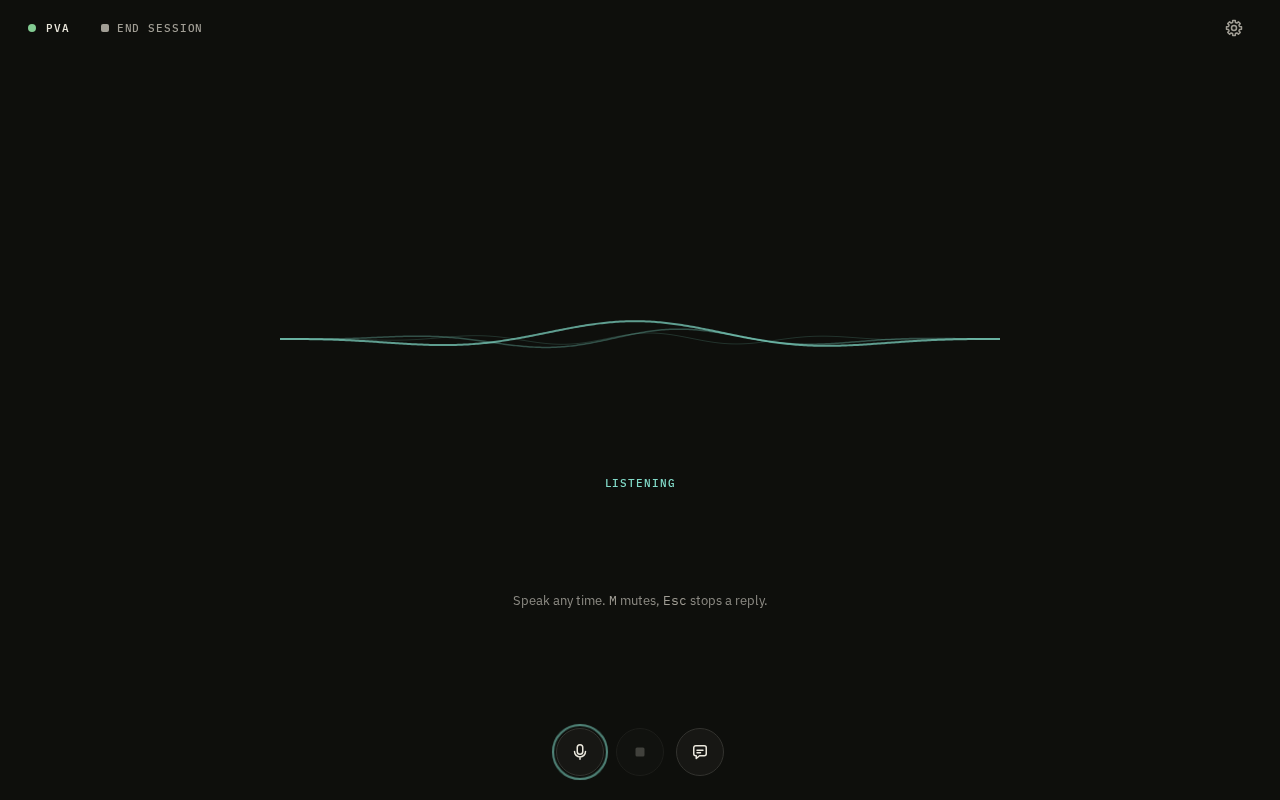 PVA
END SESSION
LISTENING
Speak any time. M mutes, Esc stops a reply.